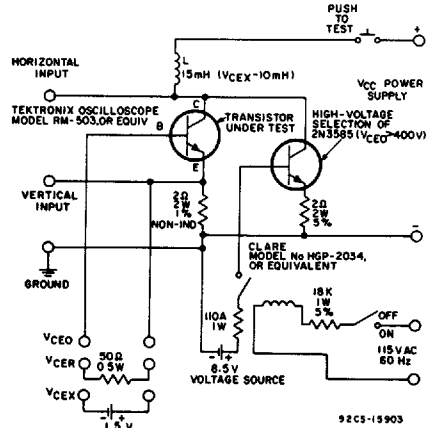 PUSH
TO
TEST
+
HORIZONTAL
INPUT
L
15mH (VCEX-10mH)
TEKTRONIX OSCILLOSCOPE
MODEL RM-503,OR EQUIV
C
B
E
TRANSISTOR
UNDER TEST
VCC POWER
SUPPLY
HIGH-VOLTAGE
SELECTION OF
2N3585 (VCEO>400V)
VERTICAL
INPUT
2Ω
2W
1%
NON-IND
2Ω
2W
5%
-
GROUND
CLARE
MODEL No HGP-2034,
OR EQUIVALENT
110A
1W
18K
1W
5%
OFF
ON
115 VAC
60 Hz
- +
8.5V
VOLTAGE SOURCE
VCEO
VCER
50Ω
0.5W
VCEX
+ -
1.5V
92CS-15903